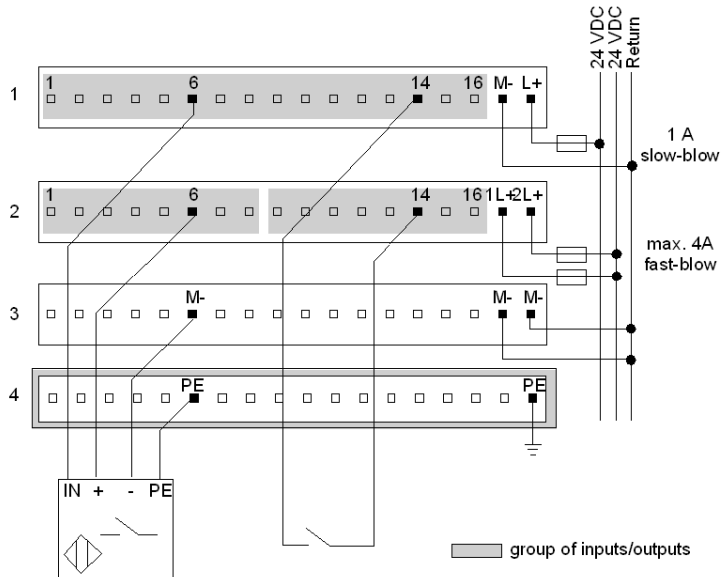 24 VDC
24 VDC
Return
1 6 14 16 M- L+
1
1 A
slow-blow
1 6 14 16 1L+ 2L+
2
max. 4A
fast-blow
M- M- M-
3
PE PE
4
IN + - PE
group of inputs/outputs